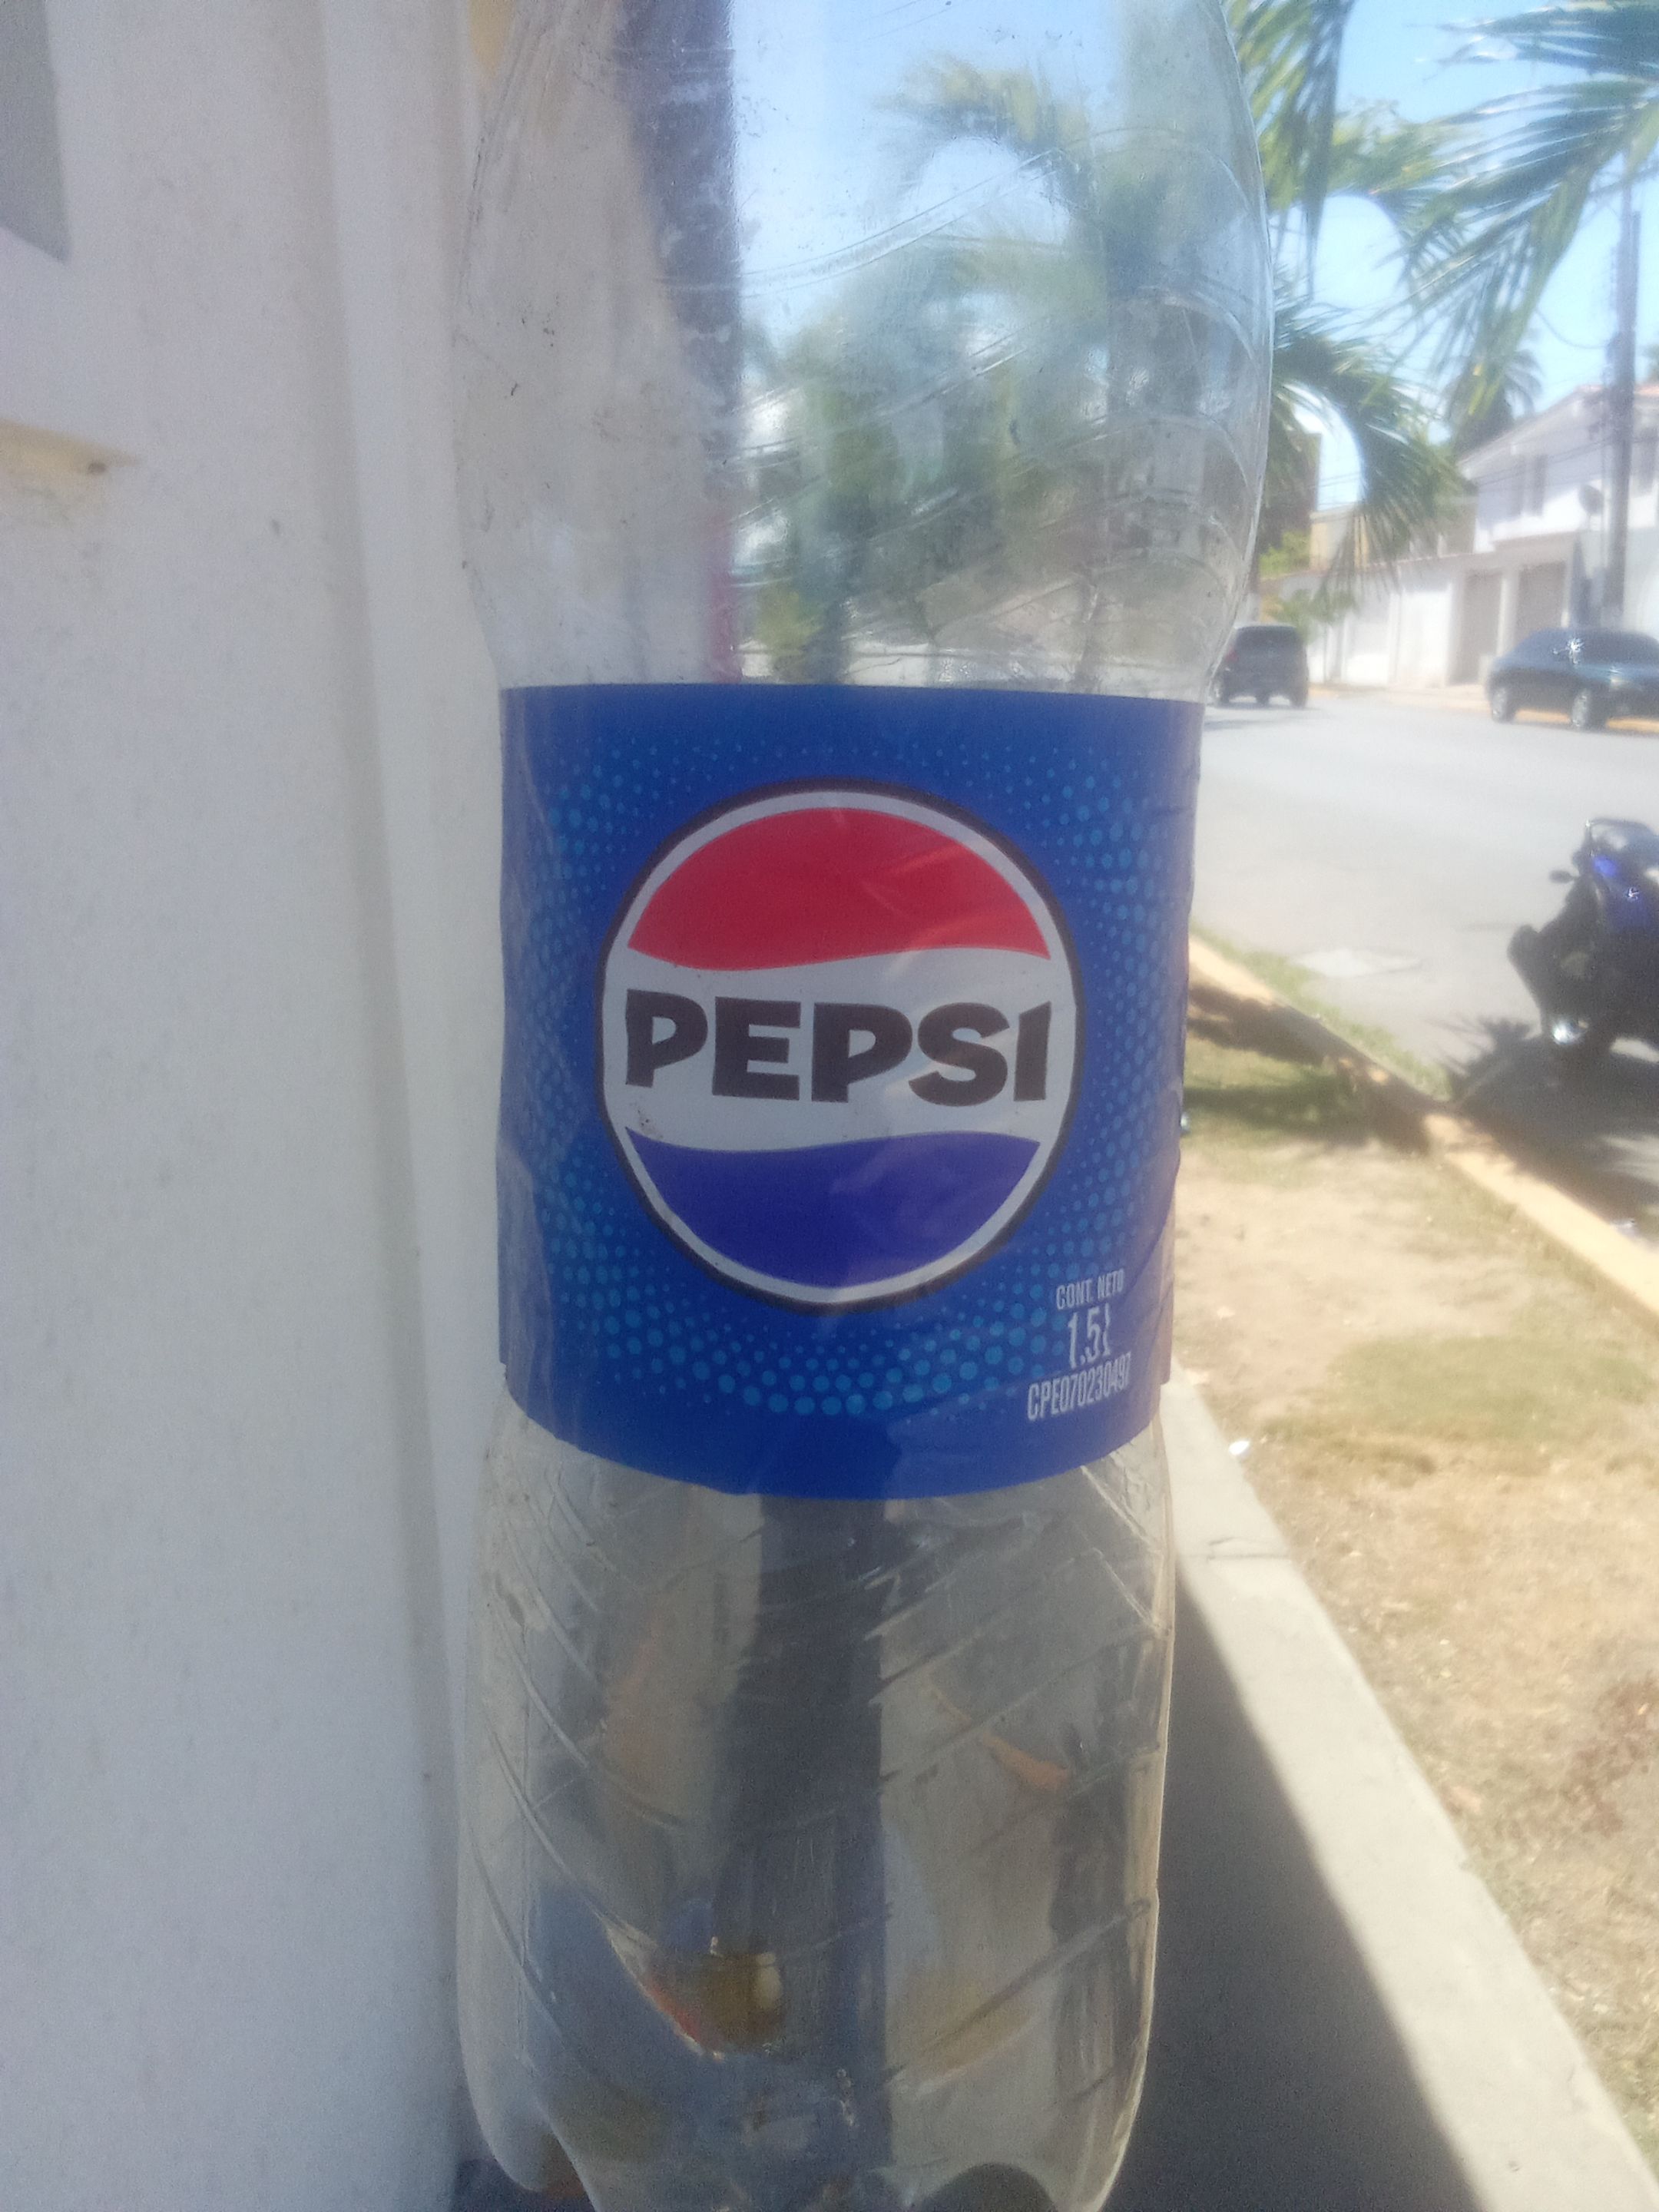 PEPSI
CONT. NETO
1.5l
CPE070230497